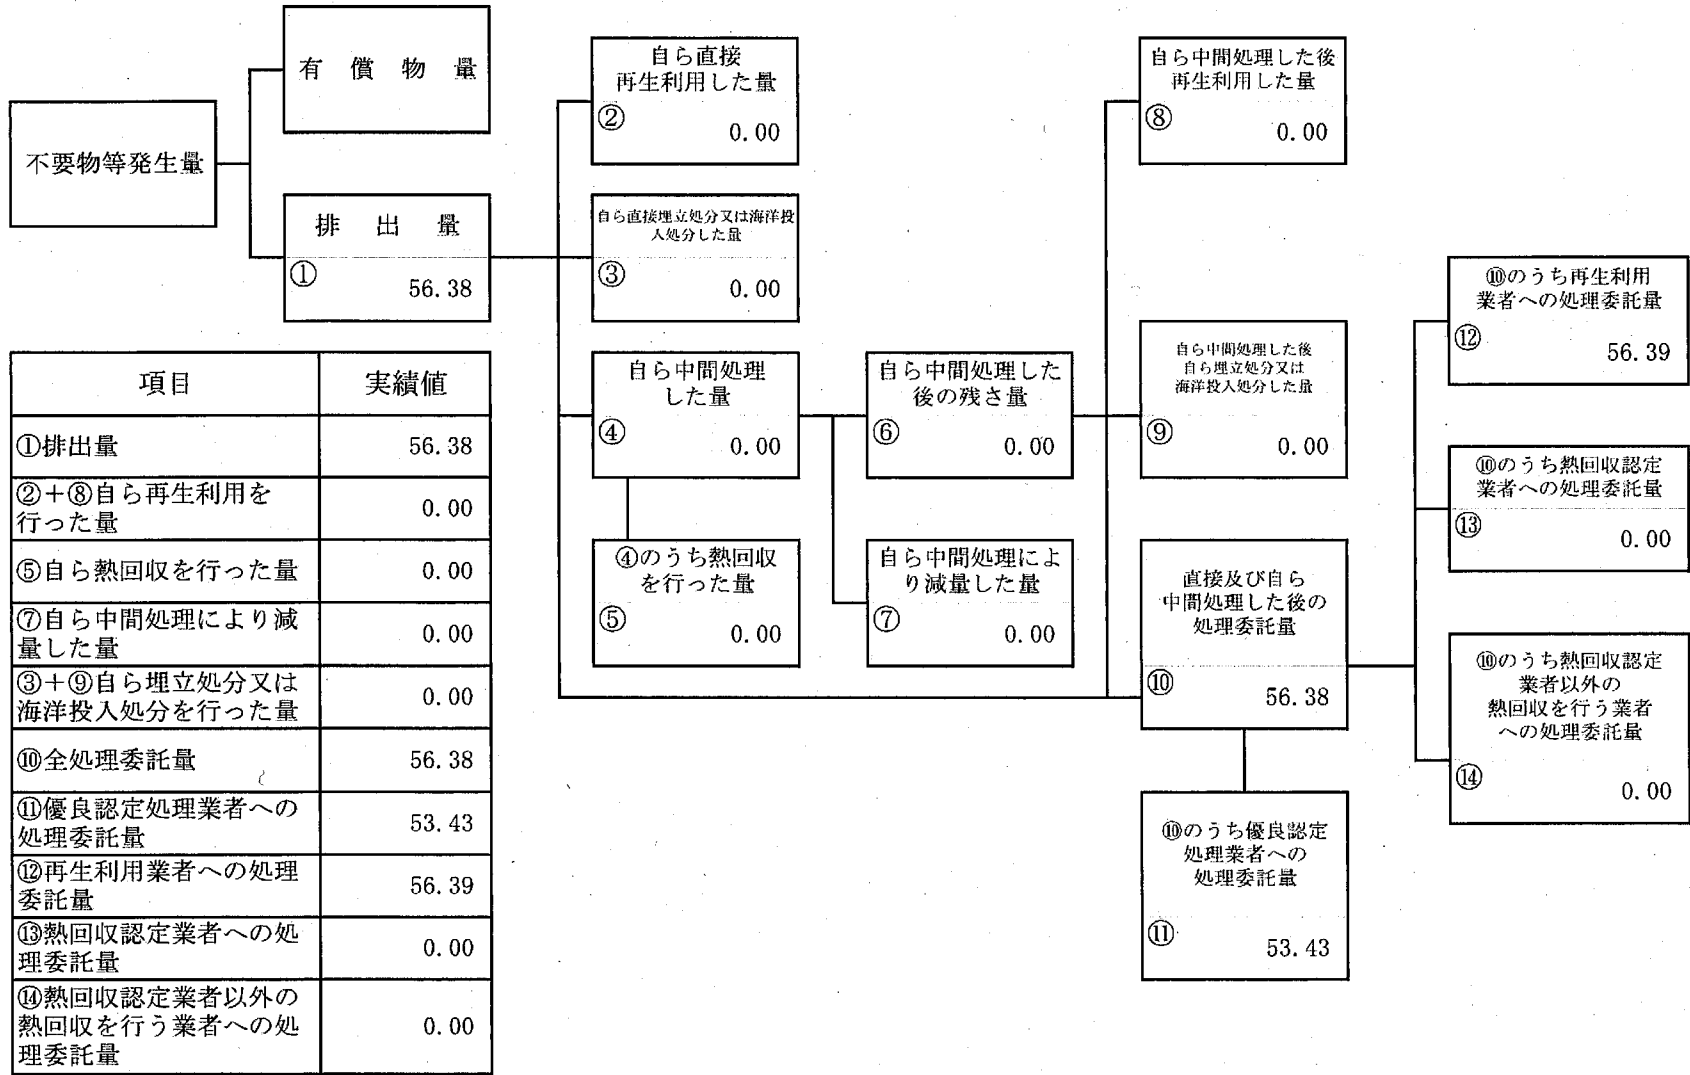 不要物等発生量
有償物量
排出量
①
56.38
自ら直接
再生利用した量
②
0.00
自ら直接埋立処分又は海洋投
入処分した量
③
0.00
自ら中間処理
した量
④
0.00
④のうち熱回収
を行った量
⑤
0.00
自ら中間処理した
後の残さ量
⑥
0.00
自ら中間処理によ
り減量した量
⑦
0.00
自ら中間処理した後
再生利用した量
⑧
0.00
自ら中間処理した後
自ら埋立処分又は
海洋投入処分した量
⑨
0.00
直接及び自ら
中間処理した後の
処理委託量
⑩
56.38
⑩のうち優良認定
処理業者への
処理委託量
⑪
53.43
⑩のうち再生利用
業者への処理委託量
⑫
56.39
⑩のうち熱回収認定
業者への処理委託量
⑬
0.00
⑩のうち熱回収認定
業者以外の
熱回収を行う業者
への処理委託量
⑭
0.00
項目 実績値
①排出量 56.38
②+⑧自ら再生利用を
行った量 0.00
⑤自ら熱回収を行った量 0.00
⑦自ら中間処理により減
量した量 0.00
③+⑨自ら埋立処分又は
海洋投入処分を行った量 0.00
⑩全処理委託量 56.38
⑪優良認定処理業者への
処理委託量 53.43
⑫再生利用業者への処理
委託量 56.39
⑬熱回収認定業者への処
理委託量 0.00
⑭熱回収認定業者以外の
熱回収を行う業者への処
理委託量 0.00